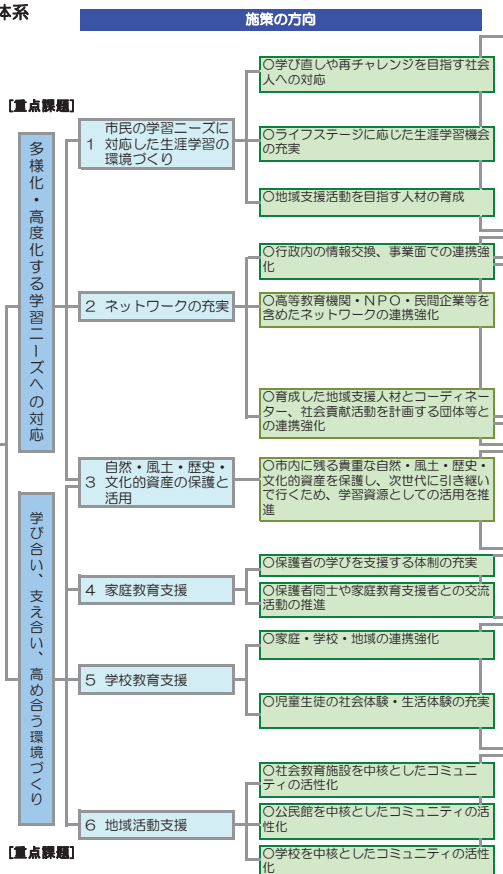 体系
施策の方向
[重点課題]
多様化・高度化する学習ニーズへの対応
1 市民の学習ニーズに
対応した生涯学習の
環境づくり
〇学び直しや再チャレンジを目指す社会
人への対応
〇ライフステージに応じた生涯学習機会
の充実
〇地域支援活動を目指す人材の育成
2 ネットワークの充実
〇行政内の情報交換、事業面での連携強
化
〇高等教育機関・NPO・民間企業等を
含めたネットワークの連携強化
〇育成した地域支援人材とコーディネー
ター、社会貢献活動を計画する団体等と
の連携強化
3 自然・風土・歴史・
文化的資産の保護と
活用
〇市内に残る貴重な自然・風土・歴史・
文化的資産を保護し、次世代に引き継い
で行くため、学習資源としての活用を推
進
学び合い、支え合い、高め合う環境づくり
4 家庭教育支援
〇保護者の学びを支援する体制の充実
〇保護者同士や家庭教育支援者との交流
活動の推進
5 学校教育支援
〇家庭・学校・地域の連携強化
〇児童生徒の社会体験・生活体験の充実
6 地域活動支援
〇社会教育施設を中核としたコミュニ
ティの活性化
〇公民館を中核としたコミュニティの活
性化
〇学校を中核としたコミュニティの活性
化
[重点課題]